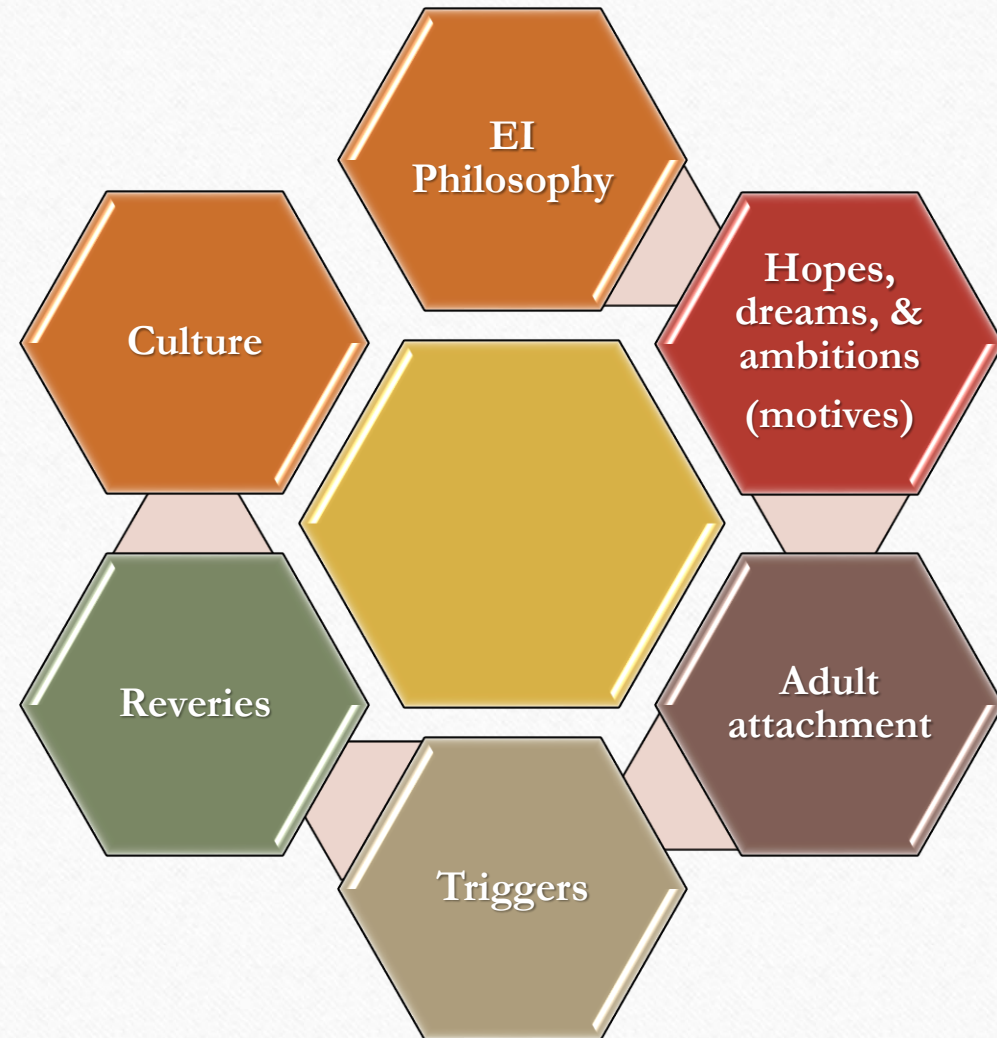 EI
Philosophy
Hopes,
dreams, &
ambitions
(motives)
Adult
attachment
Triggers
Reveries
Culture